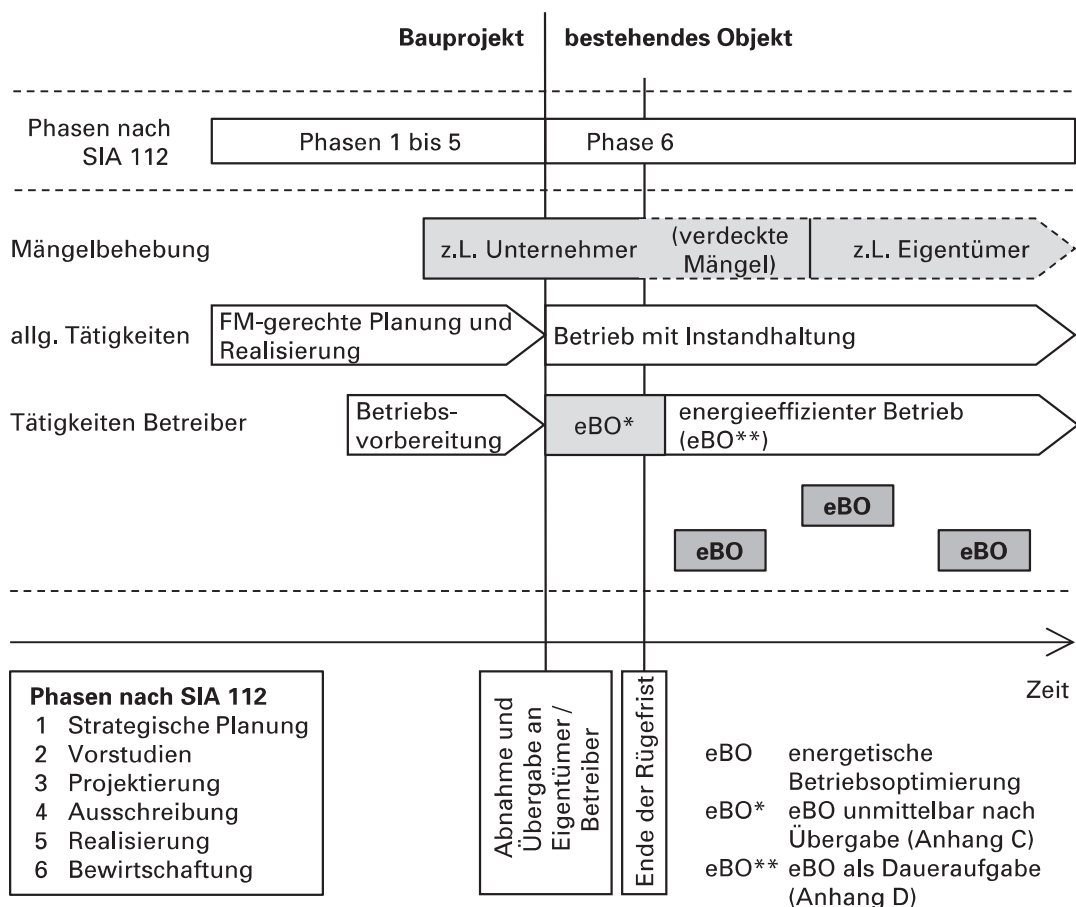 Bauprojekt
bestehendes Objekt
Phasen nach
SIA 112
Phasen 1 bis 5
Phase 6
Mängelbehebung
z.L. Unternehmer
(verdeckte
Mängel)
z.L. Eigentümer
allg. Tätigkeiten
FM-gerechte Planung und
Realisierung
Betrieb mit Instandhaltung
Tätigkeiten Betreiber
Betriebs-
vorbereitung
eBO*
energieeffizienter Betrieb
(eBO**)
eBO
eBO
eBO
Zeit
Phasen nach SIA 112
1 Strategische Planung
2 Vorstudien
3 Projektierung
4 Ausschreibung
5 Realisierung
6 Bewirtschaftung
Abnahme und
Übergabe an
Eigentümer /
Betreiber
Ende der Rügefrist
eBO energetische
Betriebsoptimierung
eBO* eBO unmittelbar nach
Übergabe (Anhang C)
eBO** eBO als Daueraufgabe
(Anhang D)